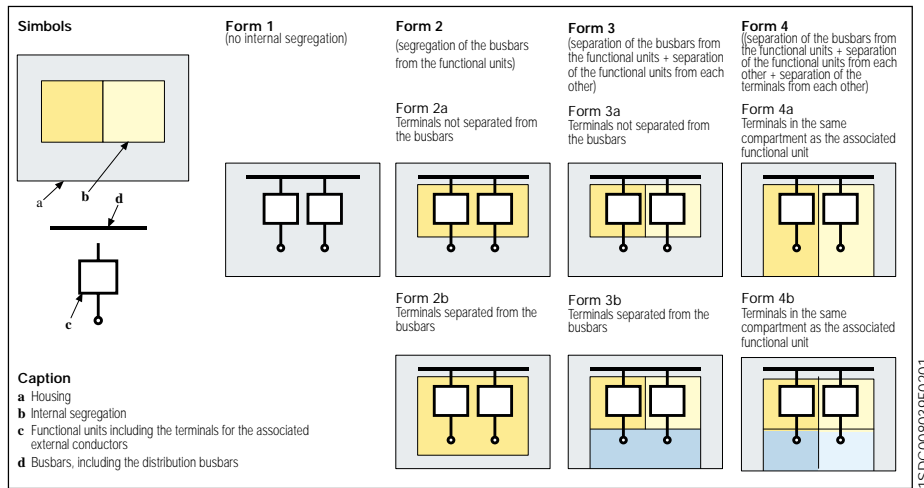 Simbols
a
b
d
c
Caption
a Housing
b Internal segregation
c Functional units including the terminals for the associated
external conductors
d Busbars, including the distribution busbars
Form 1
(no internal segregation)
Form 2
(segregation of the busbars
from the functional units)
Form 2a
Terminals not separated from
the busbars
Form 2b
Terminals separated from the
busbars
Form 3
(separation of the busbars from
the functional units + separation
of the functional units from each
other)
Form 3a
Terminals not separated from
the busbars
Form 3b
Terminals separated from the
busbars
Form 4
((separation of the busbars from
the functional units + separation
of the functional units from each
other + separation of the
terminals from each other)
Form 4a
Terminals in the same
compartment as the associated
functional unit
Form 4b
Terminals in the same
compartment as the associated
functional unit
1SDC008039F0201